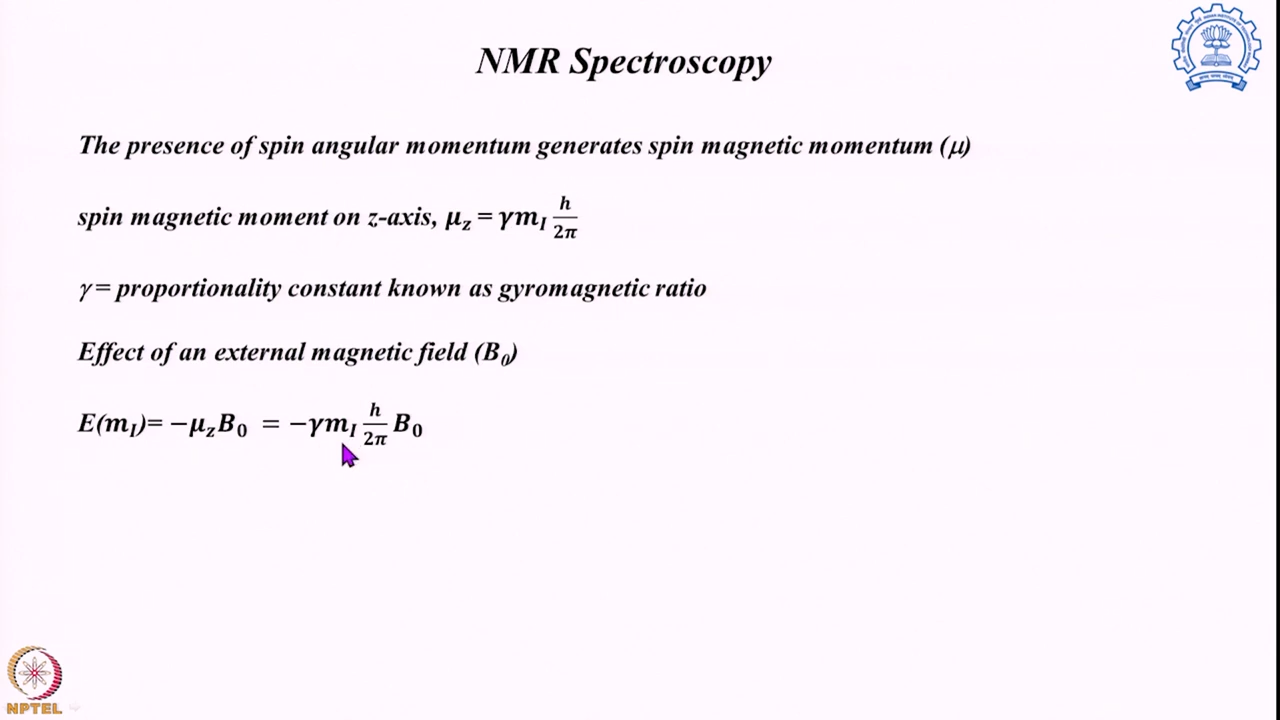 NMR Spectroscopy
The presence of spin angular momentum generates spin magnetic momentum (μ)
spin magnetic moment on z-axis, μz = γmI h/2π
γ = proportionality constant known as gyromagnetic ratio
Effect of an external magnetic field (B0)
E(mI)= −μzB0 = −γmI h/2π B0
NPTEL